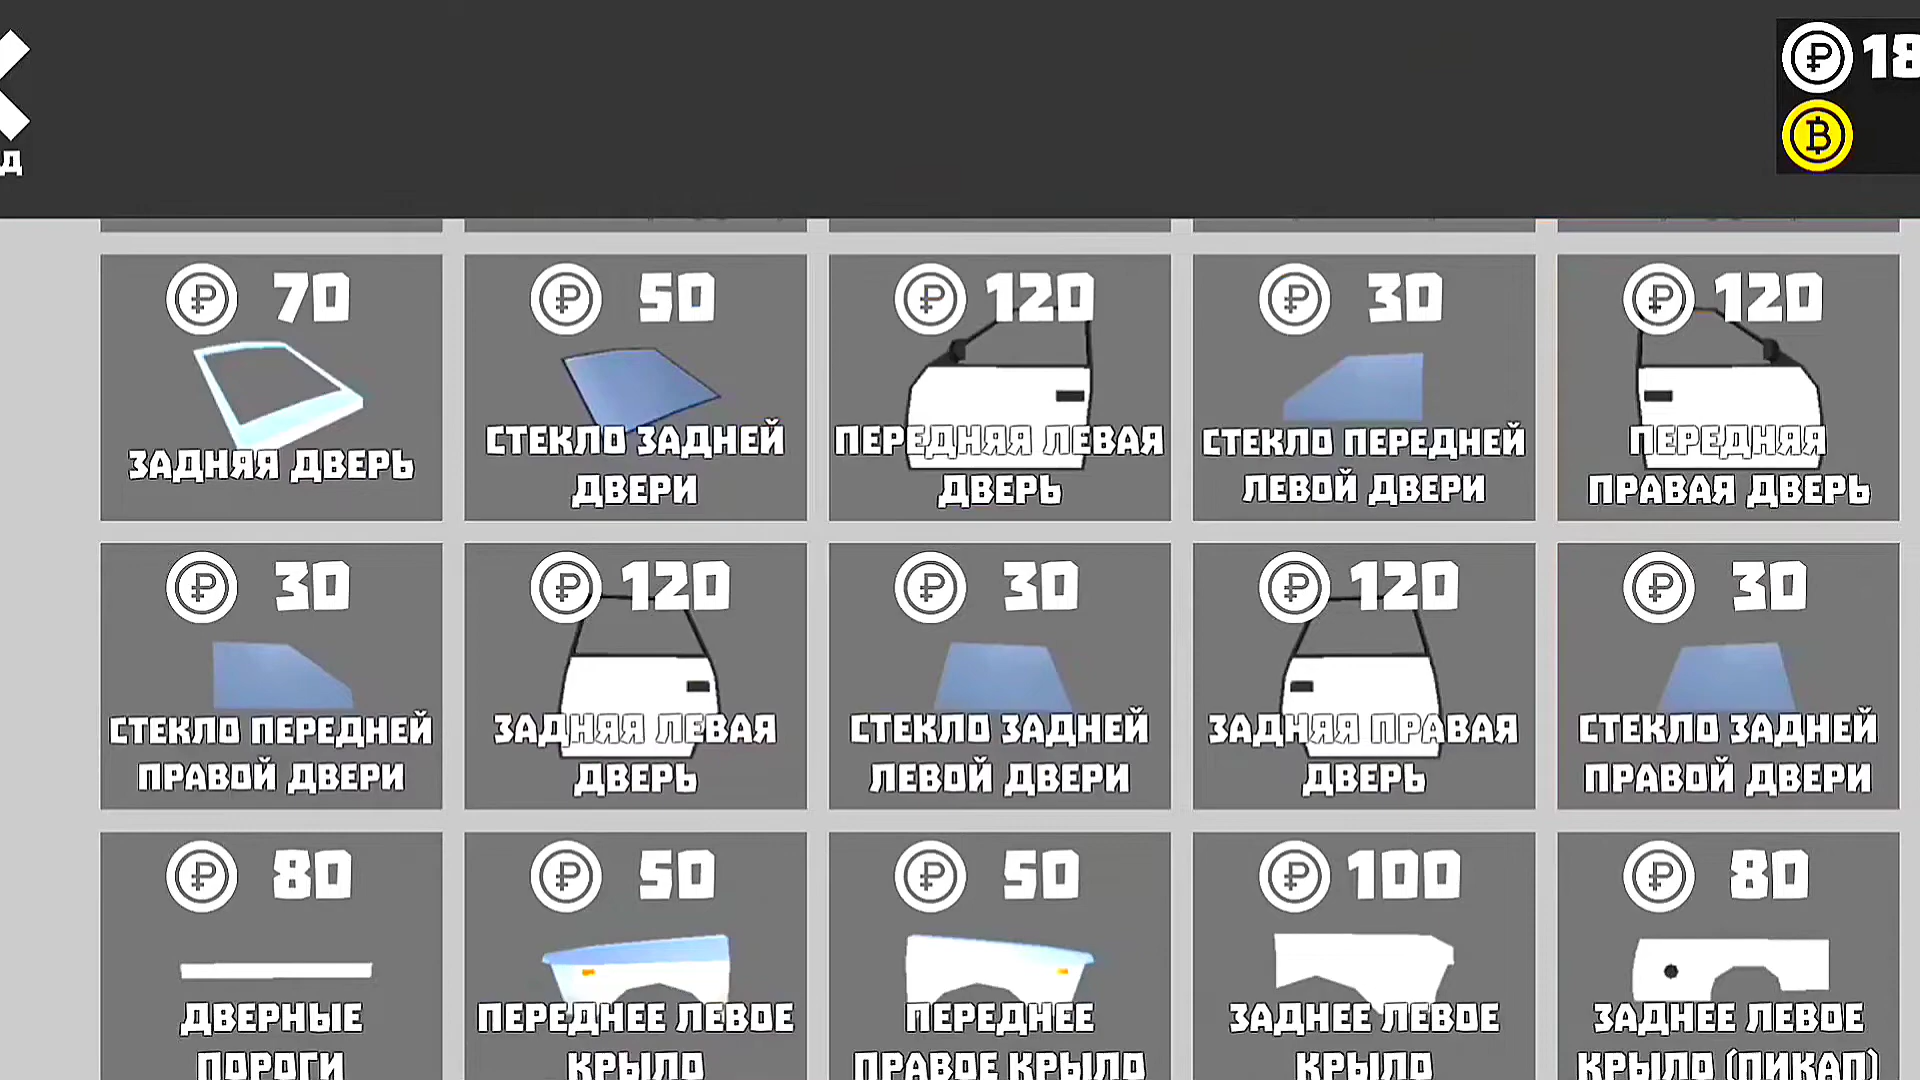 18
Д
70
ЗАДНЯЯ ДВЕРЬ
50
СТЕКЛО ЗАДНЕЙ
ДВЕРИ
120
ПЕРЕДНЯЯ ЛЕВАЯ
ДВЕРЬ
30
СТЕКЛО ПЕРЕДНЕЙ
ЛЕВОЙ ДВЕРИ
120
ПЕРЕДНЯЯ
ПРАВАЯ ДВЕРЬ
30
СТЕКЛО ПЕРЕДНЕЙ
ПРАВОЙ ДВЕРИ
120
ЗАДНЯЯ ЛЕВАЯ
ДВЕРЬ
30
СТЕКЛО ЗАДНЕЙ
ЛЕВОЙ ДВЕРИ
120
ЗАДНЯЯ ПРАВАЯ
ДВЕРЬ
30
СТЕКЛО ЗАДНЕЙ
ПРАВОЙ ДВЕРИ
80
ДВЕРНЫЕ
ПОРОГИ
50
ПЕРЕДНЕЕ ЛЕВОЕ
КРЫЛО
50
ПЕРЕДНЕЕ
ПРАВОЕ КРЫЛО
100
ЗАДНЕЕ ЛЕВОЕ
КРЫЛО
80
ЗАДНЕЕ ЛЕВОЕ
КРЫЛО (ПИКАП)